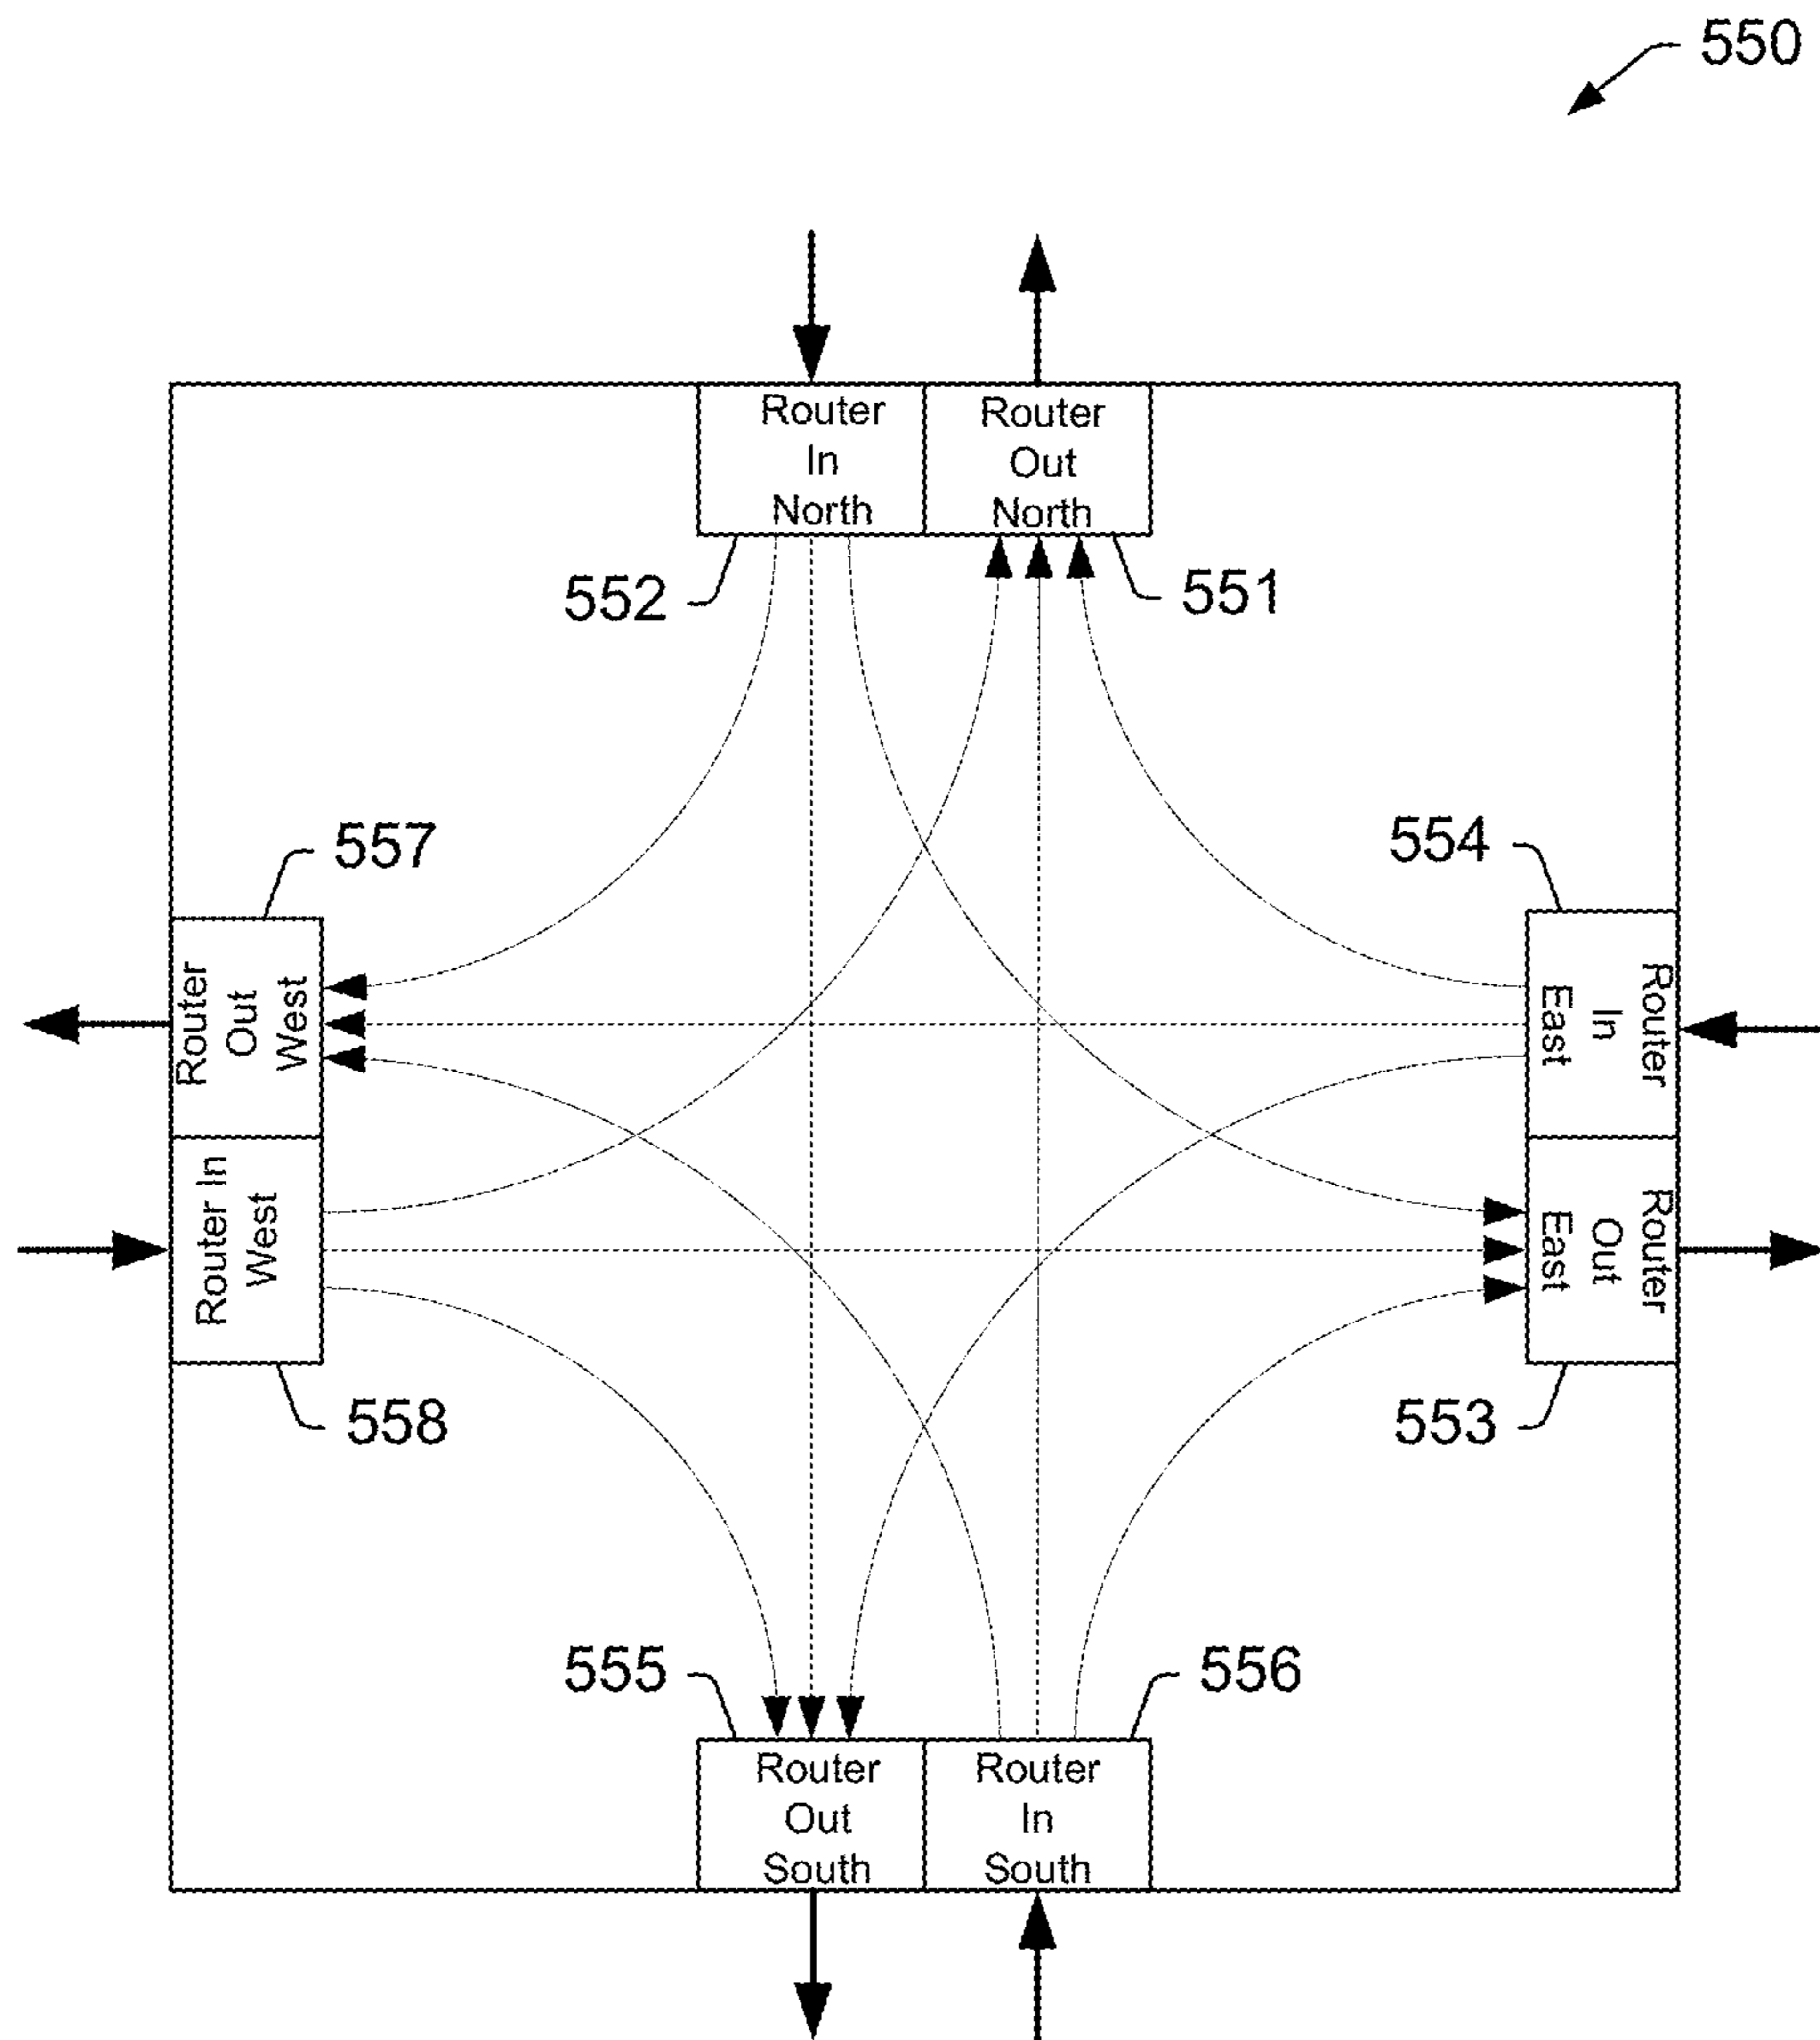 550
Router
In
North
Router
Out
North
552
551
557
554
Router
Out
West
Router
In
East
Router In
West
Router
Out
East
558
553
555
556
Router
Out
South
Router
In
South